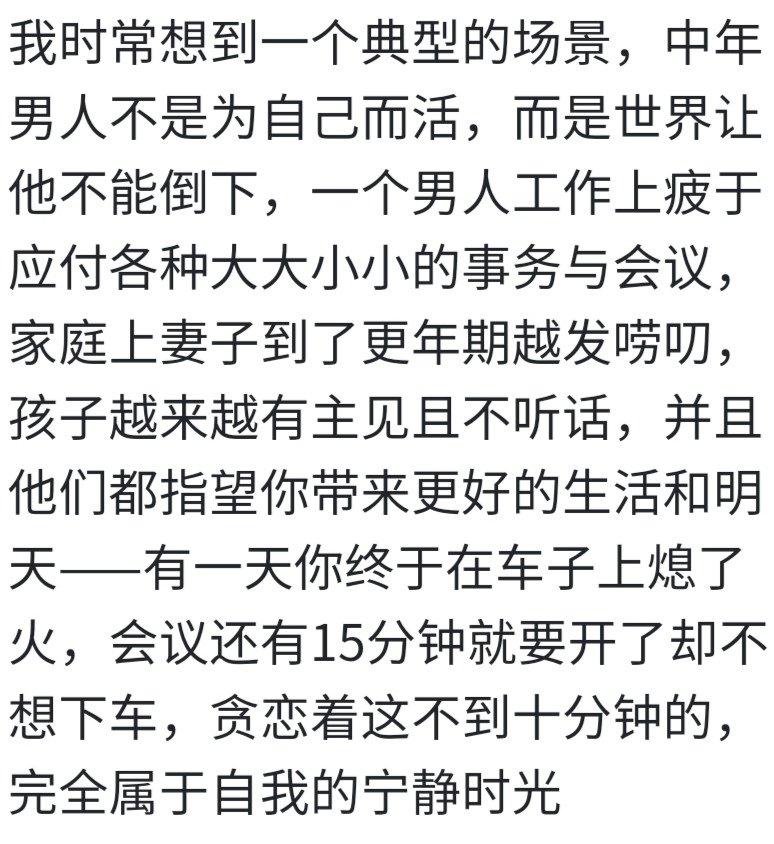 我时常想到一个典型的场景，中年
男人不是为自己而活，而是世界让
他不能倒下，一个男人工作上疲于
应付各种大大小小的事务与会议，
家庭上妻子到了更年期越发唠叨，
孩子越来越有主见且不听话，并且
他们都指望你带来更好的生活和明
天——有一天你终于在车子上熄了
火，会议还有15分钟就要开了却不
想下车，贪恋着这不到十分钟的，
完全属于自我的宁静时光